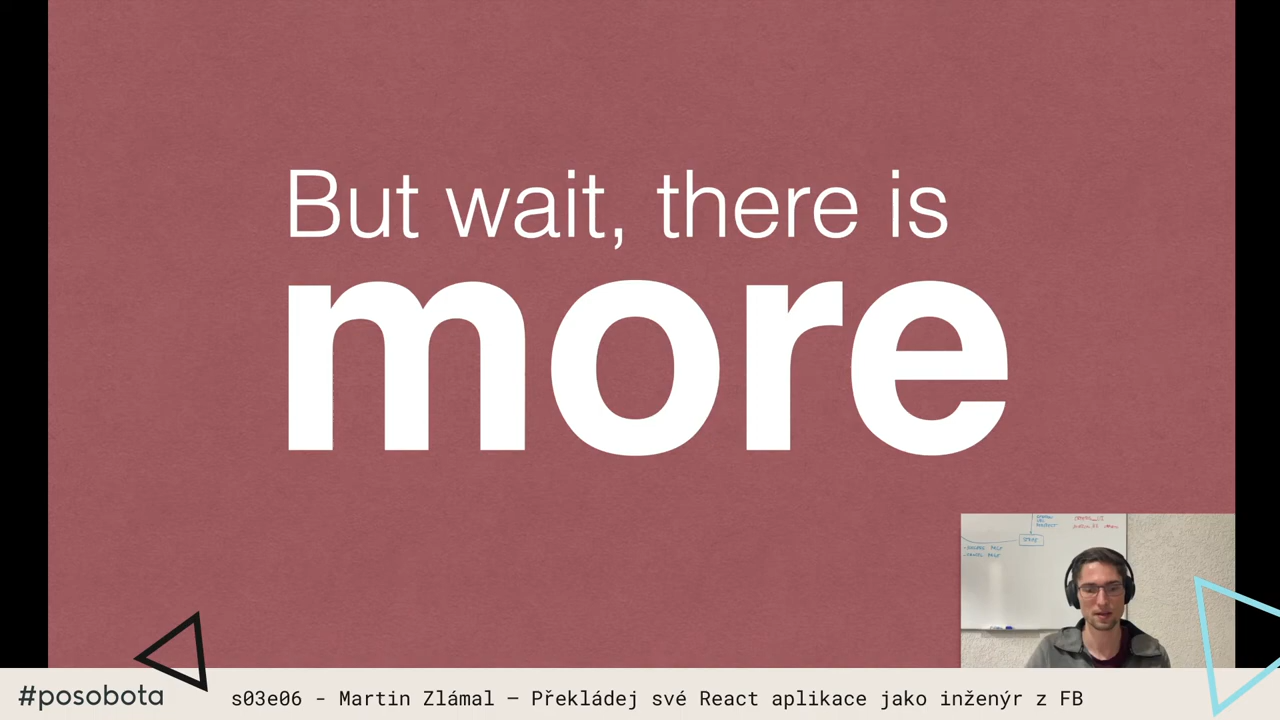 But wait, there is
more
#posobota
s03e06 - Martin Zlámal – Překládej své React aplikace jako inženýr z FB